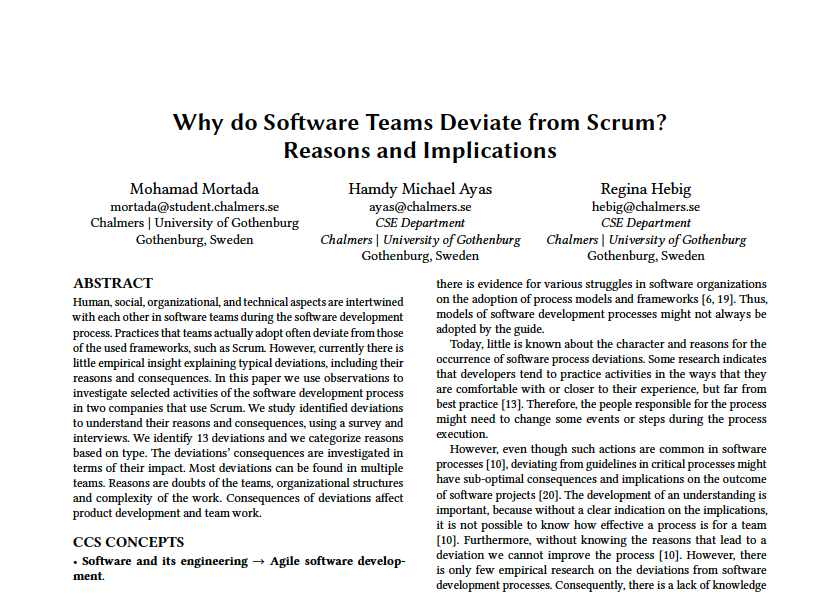 Why do Software Teams Deviate from Scrum?
Reasons and Implications
Mohamad Mortada
mortada@student.chalmers.se
Chalmers | University of Gothenburg
Gothenburg, Sweden
Hamdy Michael Ayas
ayas@chalmers.se
CSE Department
Chalmers | University of Gothenburg
Gothenburg, Sweden
Regina Hebig
hebig@chalmers.se
CSE Department
Chalmers | University of Gothenburg
Gothenburg, Sweden
ABSTRACT
Human, social, organizational, and technical aspects are intertwined
with each other in software teams during the software development
process. Practices that teams actually adopt often deviate from those
of the used frameworks, such as Scrum. However, currently there is
little empirical insight explaining typical deviations, including their
reasons and consequences. In this paper we use observations to
investigate selected activities of the software development process
in two companies that use Scrum. We study identified deviations
to understand their reasons and consequences, using a survey and
interviews. We identify 13 deviations and we categorize reasons
based on type. The deviations' consequences are investigated in
terms of their impact. Most deviations can be found in multiple
teams. Reasons are doubts of the teams, organizational structures
and complexity of the work. Consequences of deviations affect
product development and team work.
CCS CONCEPTS
• Software and its engineering → Agile software develop-
ment.
there is evidence for various struggles in software organizations
on the adoption of process models and frameworks [6, 19]. Thus,
models of software development processes might not always be
adopted by the guide.
Today, little is known about the character and reasons for the
occurrence of software process deviations. Some research indicates
that developers tend to practice activities in the ways that they
are comfortable with or closer to their experience, but far from
best practice [13]. Therefore, the people responsible for the process
might need to change some events or steps during the process
execution.
However, even though such actions are common in software
processes [10], deviating from guidelines in critical processes might
have sub-optimal consequences and implications on the outcome
of software projects [20]. The development of an understanding is
important, because without a clear indication on the implications,
it is not possible to know how effective a process is for a team
[10]. Furthermore, without knowing the reasons that lead to a
deviation we cannot improve the process [10]. However, there
is only few empirical research on the deviations from software
development processes. Consequently, there is a lack of knowledge